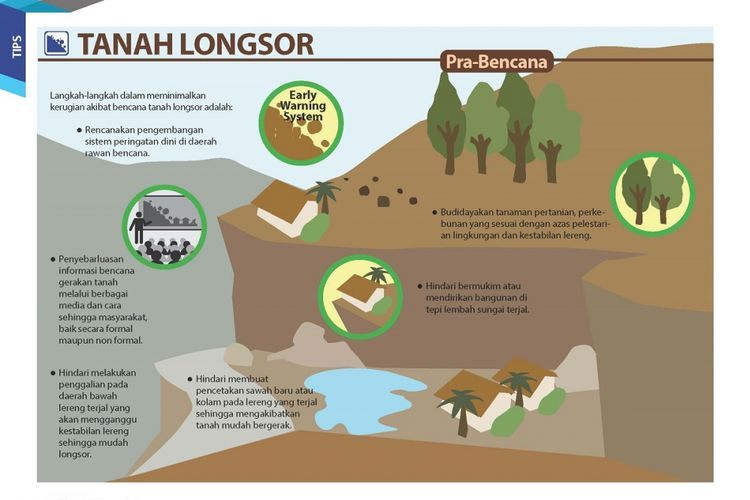 TIPS
TANAH LONGSOR
Pra-Bencana
Langkah-langkah dalam meminimalkan
kerugian akibat bencana tanah longsor adalah:
● Rencanakan pengembangan
sistem peringatan dini di daerah
rawan bencana.
Early
Warning
System
● Budidayakan tanaman pertanian, perke-
bunan yang sesuai dengan azas pelestari-
an lingkungan dan kestabilan lereng.
● Penyebarluasan
informasi bencana
gerakan tanah
melalui berbagai
media dan cara
sehingga masyarakat,
baik secara formal
maupun non formal.
● Hindari bermukim atau
mendirikan bangunan di
tepi lembah sungai terjal.
● Hindari melakukan
penggalian pada
daerah bawah
lereng terjal yang
akan mengganggu
kestabilan lereng
sehingga mudah
longsor.
● Hindari membuat
pencetakan sawah baru atau
kolam pada lereng yang terjal
sehingga mengakibatkan
tanah mudah bergerak.